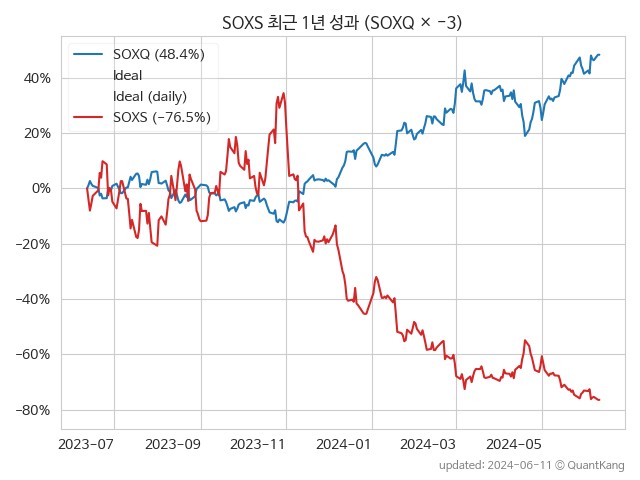 SOXS 최근 1년 성과 (SOXQ × −3)
SOXQ (48.4%)
Ideal
Ideal (daily)
SOXS (−76.5%)
40%
20%
0%
−20%
−40%
−60%
−80%
2023−07
2023−09
2023−11
2024−01
2024−03
2024−05
updated: 2024−06−11 © QuantKang